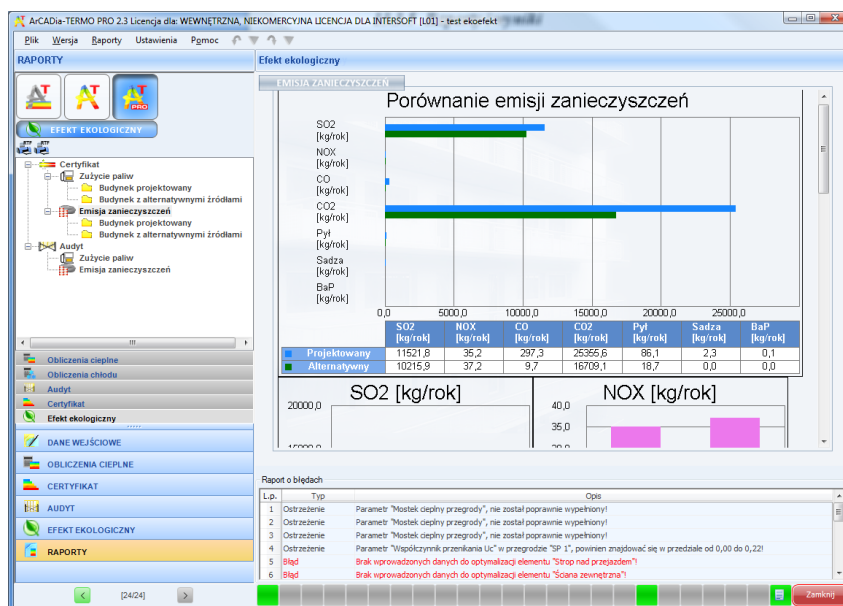 ArCADia-TERMO PRO 2.3 Licencja dla: WEWNĘTRZNA, NIEKOMERCYJNA LICENCJA DLA INTERSOFT [L01] - test ekoefekt
Plik Wersja Raporty Ustawienia Pomoc
RAPORTY
Efekt ekologiczny
T T T
PRO
EFEKT EKOLOGICZNY
Certyfikat
Zużycie paliw
Budynek projektowany
Budynek z alternatywnymi źródłami
Emisja zanieczyszczeń
Budynek projektowany
Budynek z alternatywnymi źródłami
Audyt
Zużycie paliw
Emisja zanieczyszczeń
Obliczenia cieplne
Obliczenia chłodu
Audyt
Certyfikat
Efekt ekologiczny
DANE WEJŚCIOWE
OBLICZENIA CIEPLNE
CERTYFIKAT
AUDYT
EFEKT EKOLOGICZNY
RAPORTY
[24/24]
EMISJA ZANIECZYSZCZEŃ
Porównanie emisji zanieczyszczeń
SO2
[kg/rok]
NOX
[kg/rok]
CO
[kg/rok]
CO2
[kg/rok]
Pył
[kg/rok]
Sadza
[kg/rok]
BaP
[kg/rok]
0,0 5000,0 10000,0 15000,0 20000,0 25000,0
SO2 NOX CO CO2 Pył Sadza BaP
[kg/rok] [kg/rok] [kg/rok] [kg/rok] [kg/rok] [kg/rok] [kg/rok]
Projektowany 11521,8 35,2 297,3 25355,6 86,1 2,3 0,1
Alternatywny 10215,9 37,2 9,7 16709,1 18,7 0,0 0,0
SO2 [kg/rok]
20000,0
NOX [kg/rok]
40,0
35,0
Raport o błędach
L.p. Typ Opis
1 Ostrzeżenie Parametr "Mostek cieplny przegrody", nie został poprawnie wypełniony!
2 Ostrzeżenie Parametr "Mostek cieplny przegrody", nie został poprawnie wypełniony!
3 Ostrzeżenie Parametr "Mostek cieplny przegrody", nie został poprawnie wypełniony!
4 Ostrzeżenie Parametr "Współczynnik przenikania Uc" w przegrodzie "SP 1", powinien znajdować się w przedziale od 0,00 do 0,22!
5 Błąd Brak wprowadzonych danych do optymalizacji elementu "Strop nad przejazdem"!
6 Błąd Brak wprowadzonych danych do optymalizacji elementu "Ściana zewnętrzna"!
Zamknij